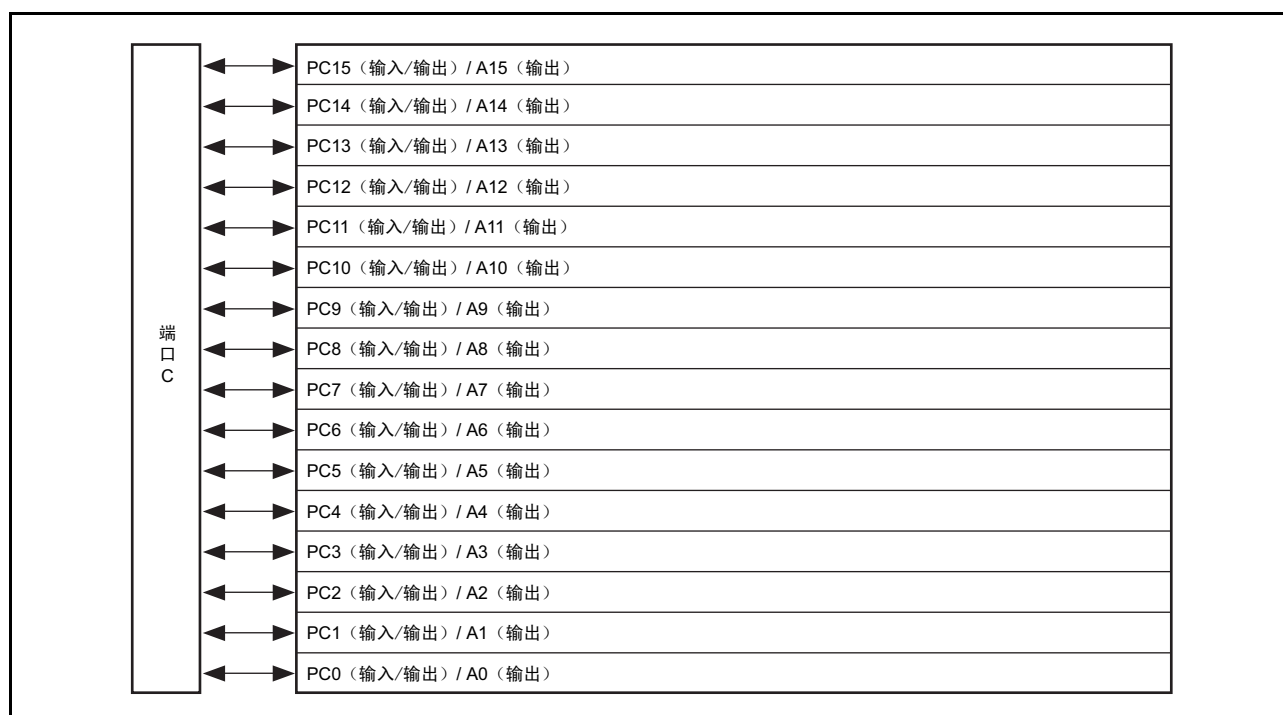 端口C
PC15（输入/输出）/ A15（输出）
PC14（输入/输出）/ A14（输出）
PC13（输入/输出）/ A13（输出）
PC12（输入/输出）/ A12（输出）
PC11（输入/输出）/ A11（输出）
PC10（输入/输出）/ A10（输出）
PC9（输入/输出）/ A9（输出）
PC8（输入/输出）/ A8（输出）
PC7（输入/输出）/ A7（输出）
PC6（输入/输出）/ A6（输出）
PC5（输入/输出）/ A5（输出）
PC4（输入/输出）/ A4（输出）
PC3（输入/输出）/ A3（输出）
PC2（输入/输出）/ A2（输出）
PC1（输入/输出）/ A1（输出）
PC0（输入/输出）/ A0（输出）